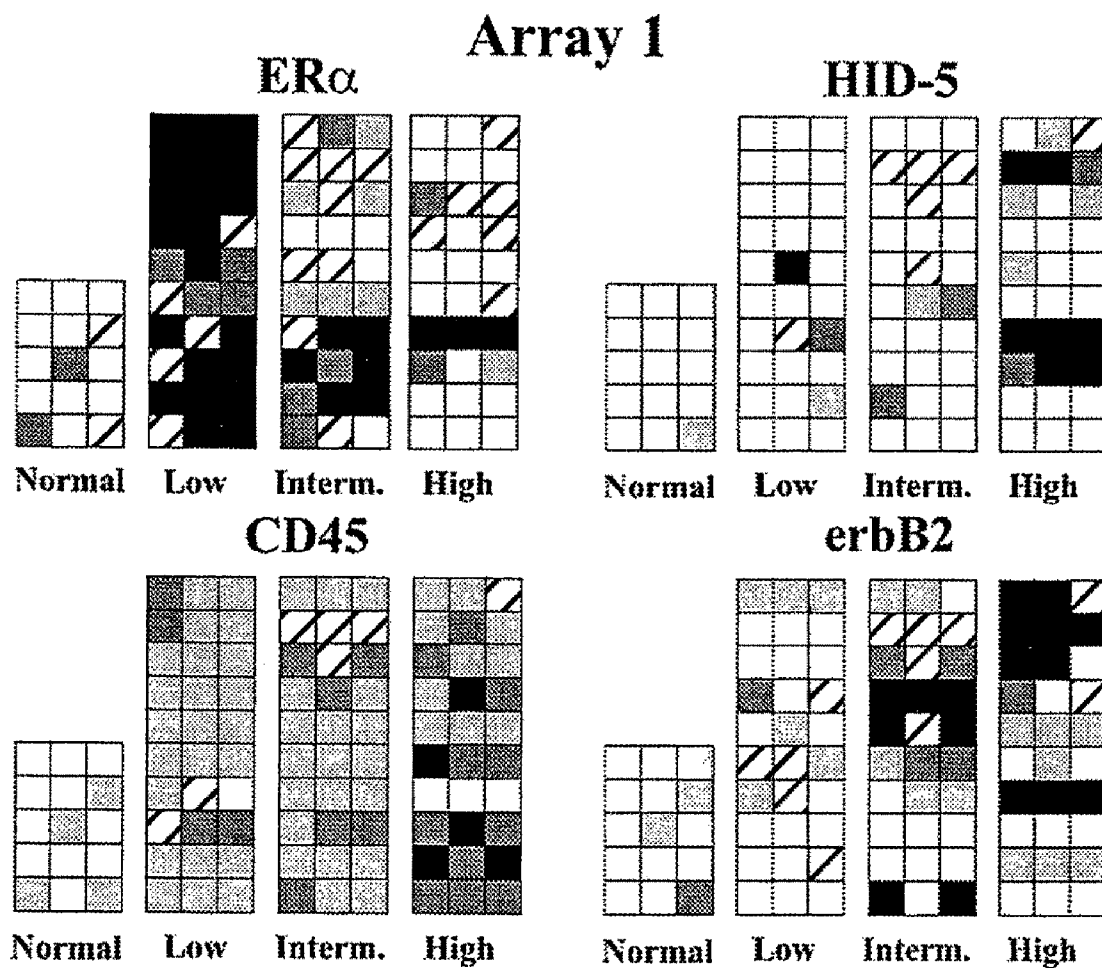 Array 1
ERα
HID-5
Normal Low Interm. High
Normal Low Interm. High
CD45
erbB2
Normal Low Interm. High
Normal Low Interm. High